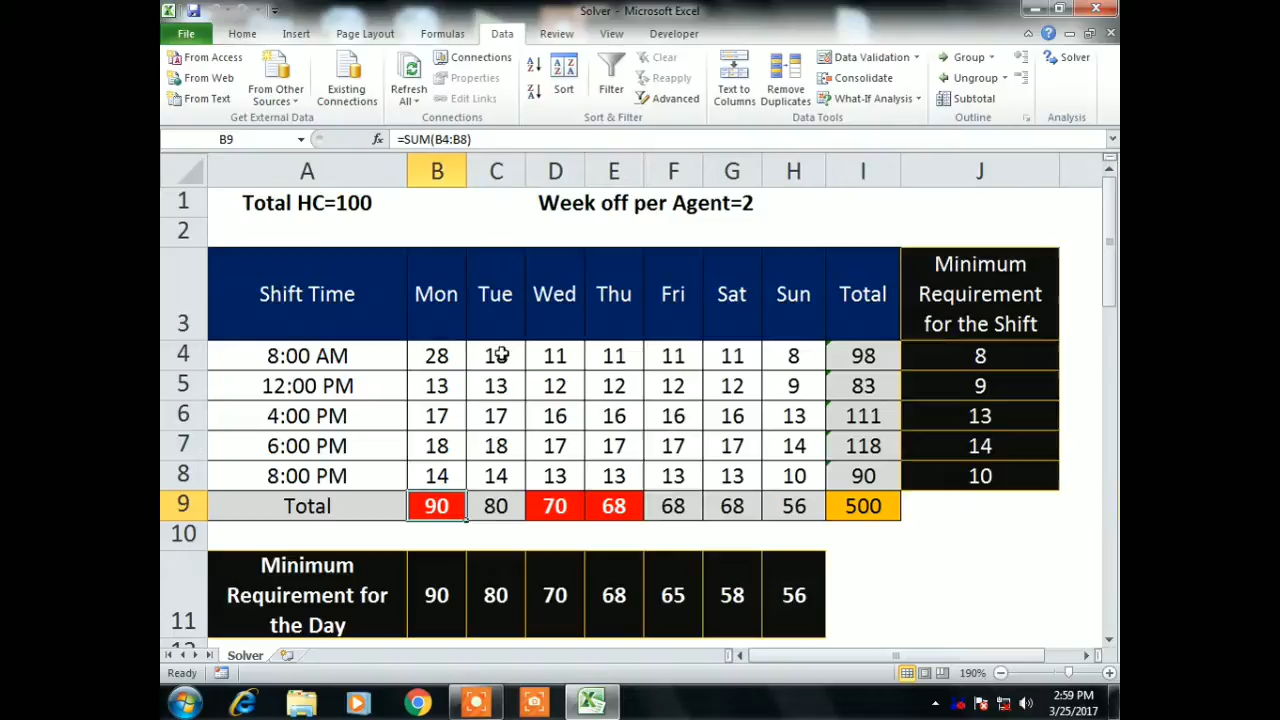 Solver - Microsoft Excel
File Home Insert Page Layout Formulas Data Review View Developer
From Access
From Web
From Text
From Other Sources
Existing Connections
Get External Data
Refresh All
Connections
Properties
Edit Links
Connections
Sort
Filter
Clear
Reapply
Advanced
Sort & Filter
Text to Columns
Remove Duplicates
Data Validation
Consolidate
What-If Analysis
Data Tools
Group
Ungroup
Subtotal
Outline
Solver
Analysis
B9 fx =SUM(B4:B8)
A B C D E F G H I J
1 Total HC=100 Week off per Agent=2
2
3 Shift Time Mon Tue Wed Thu Fri Sat Sun Total Minimum Requirement for the Shift
4 8:00 AM 28 11 11 11 11 8 98 8
5 12:00 PM 13 13 12 12 12 12 9 83 9
6 4:00 PM 17 17 16 16 16 16 13 111 13
7 6:00 PM 18 18 17 17 17 17 14 118 14
8 8:00 PM 14 14 13 13 13 13 10 90 10
9 Total 90 80 70 68 68 68 56 500
10
11 Minimum Requirement for the Day 90 80 70 68 65 58 56
Solver
Ready 190%
2:59 PM
3/25/2017